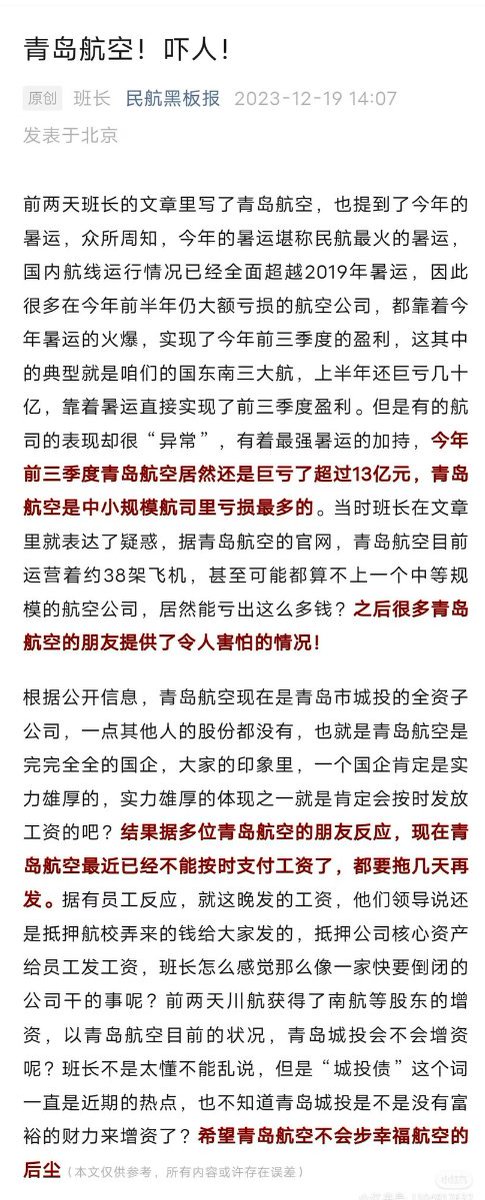 青岛航空！吓人！
原创 班长 民航黑板报 2023-12-19 14:07
发表于北京
前两天班长的文章里写了青岛航空，也提到了今年的
暑运，众所周知，今年的暑运堪称民航最火的暑运，
国内航线运行情况已经全面超越2019年暑运，因此
很多在今年前半年仍大额亏损的航空公司，都靠着今
年暑运的火爆，实现了今年前三季度的盈利，这其中
的典型就是咱们的国东南三大航，上半年还巨亏几十
亿，靠着暑运直接实现了前三季度盈利。但是有的航
司的表现却很“异常”，有着最强暑运的加持，今年
前三季度青岛航空居然还是巨亏了超过13亿元，青岛
航空是中小规模航司里亏损最多的。当时班长在文章
里就表达了疑惑，据青岛航空的官网，青岛航空目前
运营着约38架飞机，甚至可能都算不上一个中等规
模的航空公司，居然能亏出这么多钱？之后很多青岛
航空的朋友提供了令人害怕的情况！
根据公开信息，青岛航空现在是青岛市城投的全资子
公司，一点其他人的股份都没有，也就是青岛航空是
完完全全的国企，大家的印象里，一个国企肯定是实
力雄厚的，实力雄厚的体现之一就是肯定会按时发放
工资的吧？结果据多位青岛航空的朋友反应，现在青
岛航空最近已经不能按时支付工资了，都要拖几天再
发。据有员工反应，就这晚发的工资，他们领导说还
是抵押航校弄来的钱给大家发的，抵押公司核心资产
给员工发工资，班长怎么感觉那么像一家快要倒闭的
公司干的事呢？前两天川航获得了南航等股东的增
资，以青岛航空目前的状况，青岛城投会不会增资
呢？班长不是太懂不能乱说，但是“城投债”这个词
一直是近期的热点，也不知道青岛城投是不是没有富
裕的财力来增资了？希望青岛航空不会步幸福航空的
后尘（本文仅供参考，所有内容或许存在误差）